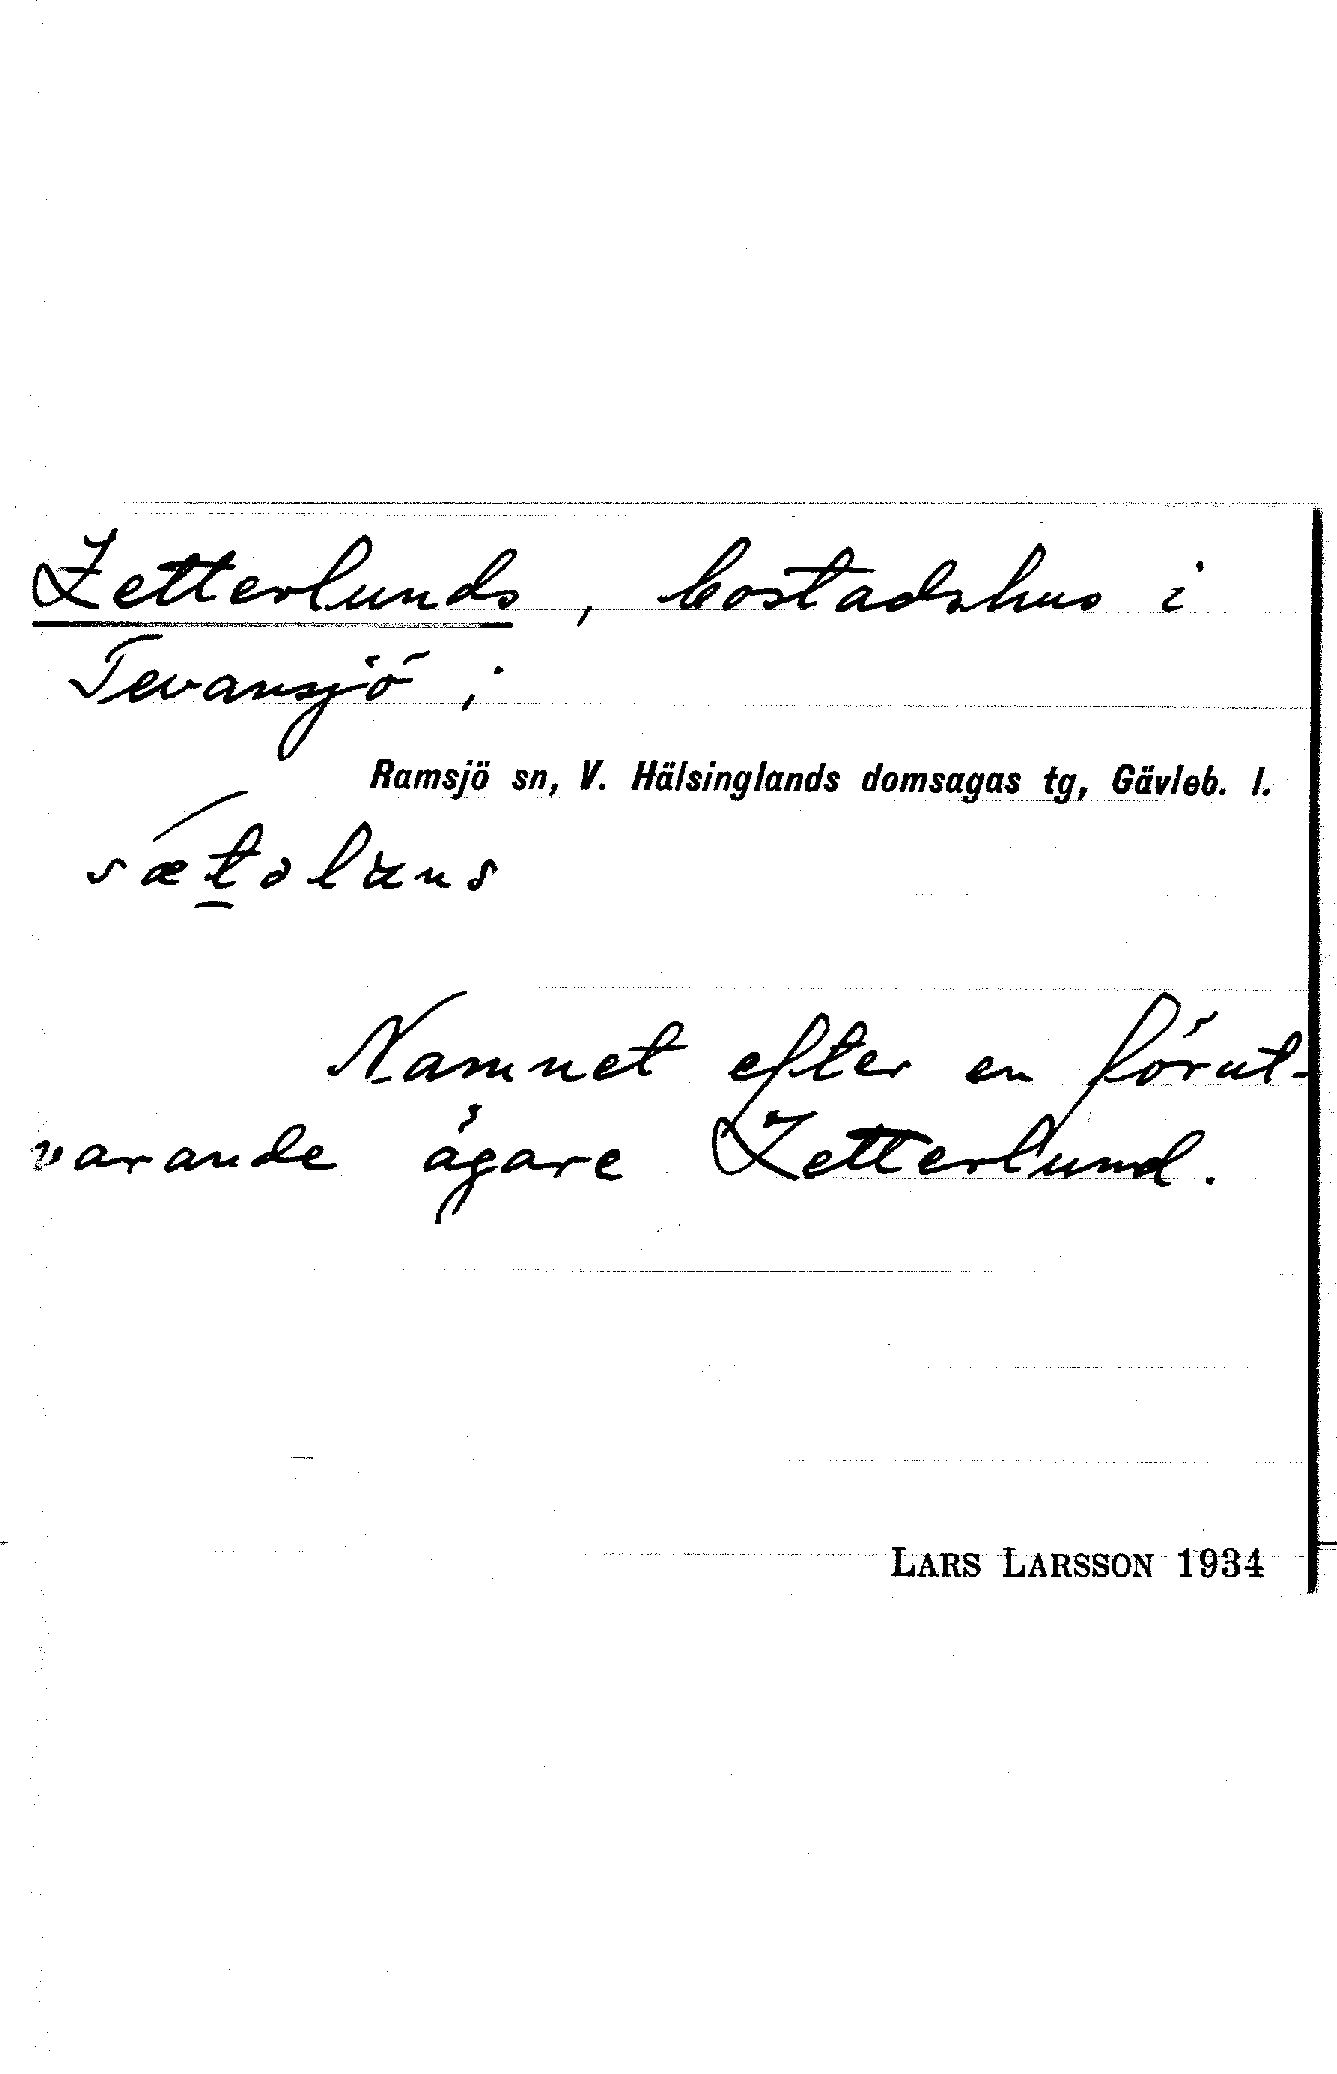 Zetterlunds, bostadshus i
Tevansjö;
Ramsjö sn, V. Hälsinglands domsagas tg, Gävleb. l.
Namnet efter en förut-
varande ägare Zetterlund.
LARS LARSSON 1934